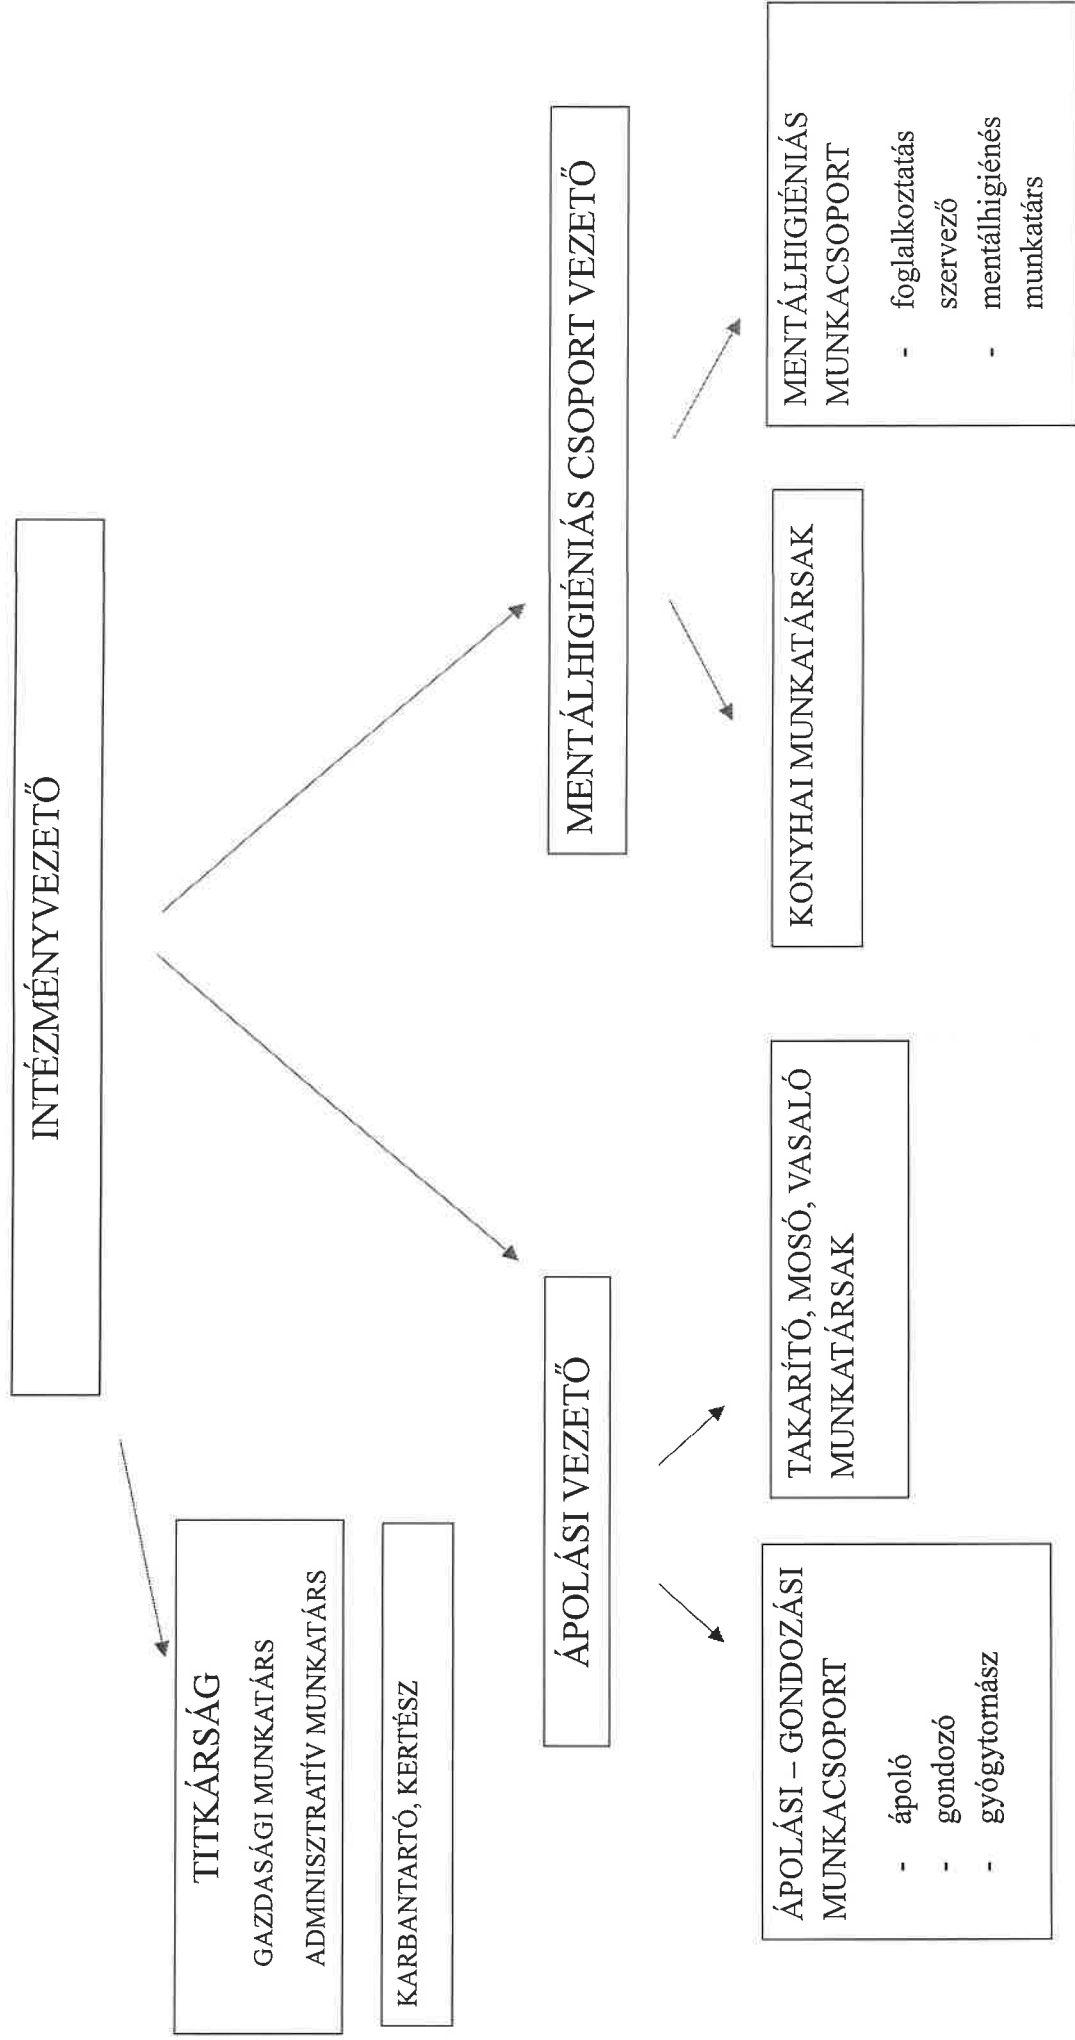 INTÉZMÉNYVEZETŐ
TITKÁRSÁG
GAZDASÁGI MUNKATÁRS
ADMINISZTRATÍV MUNKATÁRS
KARBANTARTÓ, KERTÉSZ
ÁPOLÁSI VEZETŐ
MENTÁLHIGIÉNIÁS CSOPORT VEZETŐ
ÁPOLÁSI – GONDOZÁSI
MUNKACSOPORT
- ápoló
- gondozó
- gyógytornász
TAKARÍTÓ, MOSÓ, VASALÓ
MUNKATÁRSAK
KONYHAI MUNKATÁRSAK
MENTÁLHIGIÉNIÁS
MUNKACSOPORT
- foglalkoztatás
szervező
- mentálhigiénés
munkatárs